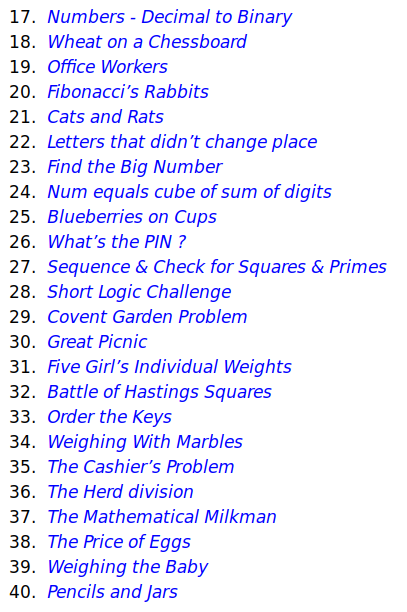 17. Numbers - Decimal to Binary
18. Wheat on a Chessboard
19. Office Workers
20. Fibonacci’s Rabbits
21. Cats and Rats
22. Letters that didn’t change place
23. Find the Big Number
24. Num equals cube of sum of digits
25. Blueberries on Cups
26. What’s the PIN ?
27. Sequence & Check for Squares & Primes
28. Short Logic Challenge
29. Covent Garden Problem
30. Great Picnic
31. Five Girl’s Individual Weights
32. Battle of Hastings Squares
33. Order the Keys
34. Weighing With Marbles
35. The Cashier’s Problem
36. The Herd division
37. The Mathematical Milkman
38. The Price of Eggs
39. Weighing the Baby
40. Pencils and Jars